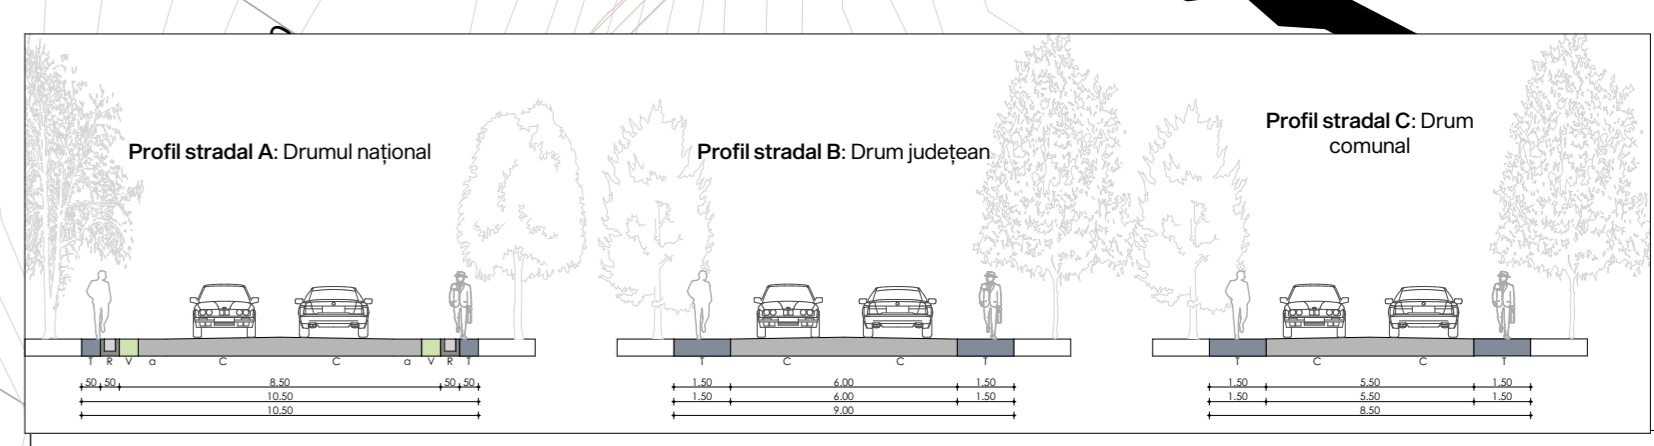 Profil stradal A: Drumul național
Profil stradal B: Drum județean
Profil stradal C: Drum
comunal
T R V a C C a V R T
T C C T
T C C T
50 50 8.50 50 50
10.50
10.50
1.50 6.00 1.50
1.50 6.00 1.50
9.00
1.50 5.50 1.50
1.50 5.50 1.50
8.50